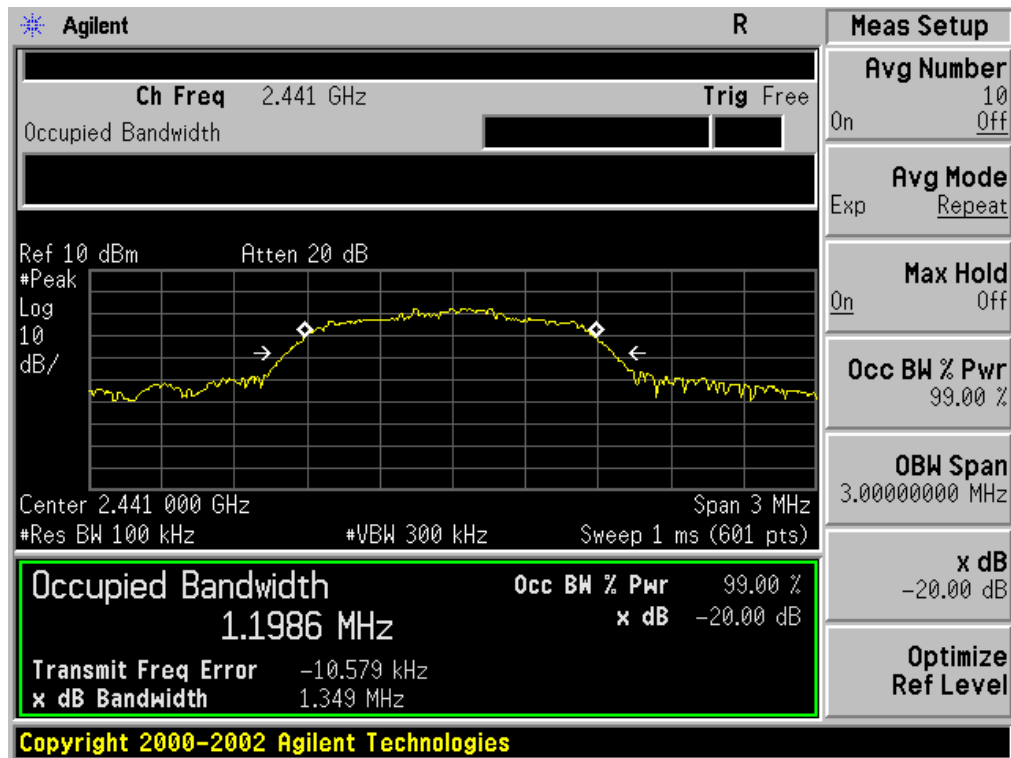 Agilent R Meas Setup
Ch Freq 2.441 GHz Trig Free
Occupied Bandwidth
Avg Number
10
On Off
Avg Mode
Exp Repeat
Max Hold
On Off
Occ BW % Pwr
99.00 %
OBW Span
3.00000000 MHz
x dB
-20.00 dB
Optimize
Ref Level
Ref 10 dBm Atten 20 dB
#Peak
Log
10
dB/
Center 2.441 000 GHz Span 3 MHz
#Res BW 100 kHz #VBW 300 kHz Sweep 1 ms (601 pts)
Occupied Bandwidth Occ BW % Pwr 99.00 %
1.1986 MHz x dB -20.00 dB
Transmit Freq Error -10.579 kHz
x dB Bandwidth 1.349 MHz
Copyright 2000-2002 Agilent Technologies